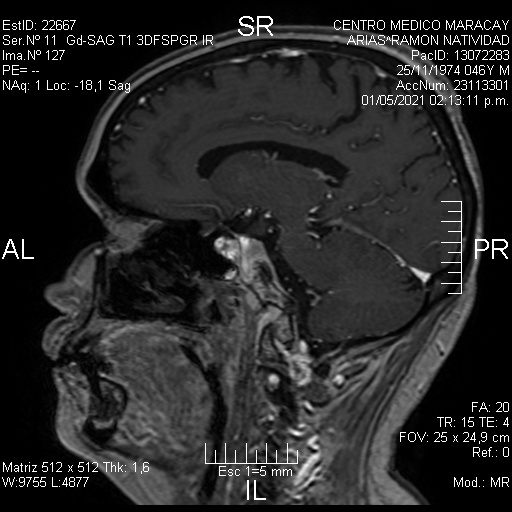 EstID: 22667
Ser.Nº 11 Gd-SAG T1 3DFSPGR IR
Ima.Nº 127
PE= --
NAq: 1 Loc: -18,1 Sag
SR
CENTRO MEDICO MARACAY
ARIAS^RAMON NATIVIDAD
PacID: 13072283
25/11/1974 046Y M
AccNum: 23113301
01/05/2021 02:13:11 p.m.
AL
PR
FA: 20
TR: 15 TE: 4
FOV: 25 x 24,9 cm
Ref.: 0
Mod.: MR
Matriz 512 x 512 Thk: 1,6
W:9755 L:4877
Esc 1=5 mm
IL